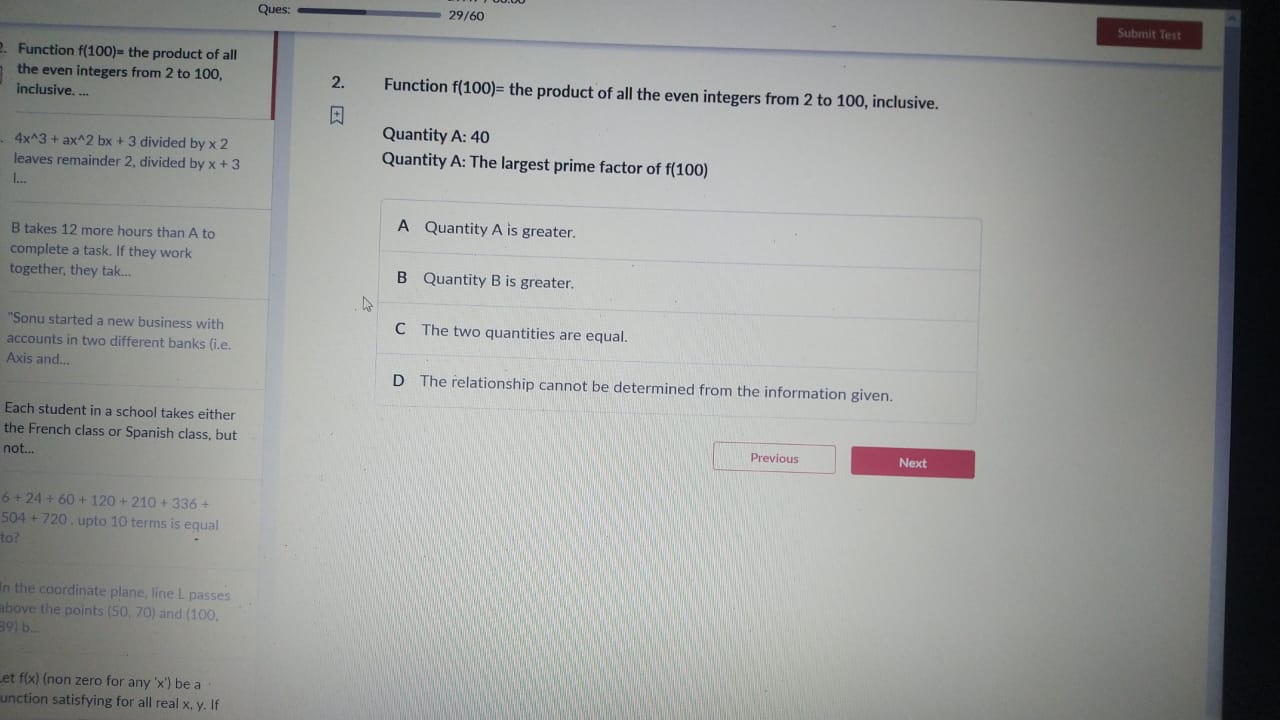 Ques:
29/60
Submit Test
2. Function f(100)= the product of all
the even integers from 2 to 100,
inclusive. ...
4x^3 + ax^2 bx + 3 divided by x 2
leaves remainder 2, divided by x + 3
l...
B takes 12 more hours than A to
complete a task. If they work
together, they tak...
"Sonu started a new business with
accounts in two different banks (i.e.
Axis and...
Each student in a school takes either
the French class or Spanish class, but
not...
6 + 24 + 60 + 120 + 210 + 336 +
504 + 720 . upto 10 terms is equal
to?
In the coordinate plane, line L passes
above the points (50, 70) and (100,
89) b...
Let f(x) (non zero for any 'x') be a
function satisfying for all real x, y. If
2. Function f(100)= the product of all the even integers from 2 to 100, inclusive.
Quantity A: 40
Quantity A: The largest prime factor of f(100)
A Quantity A is greater.
B Quantity B is greater.
C The two quantities are equal.
D The relationship cannot be determined from the information given.
Previous
Next